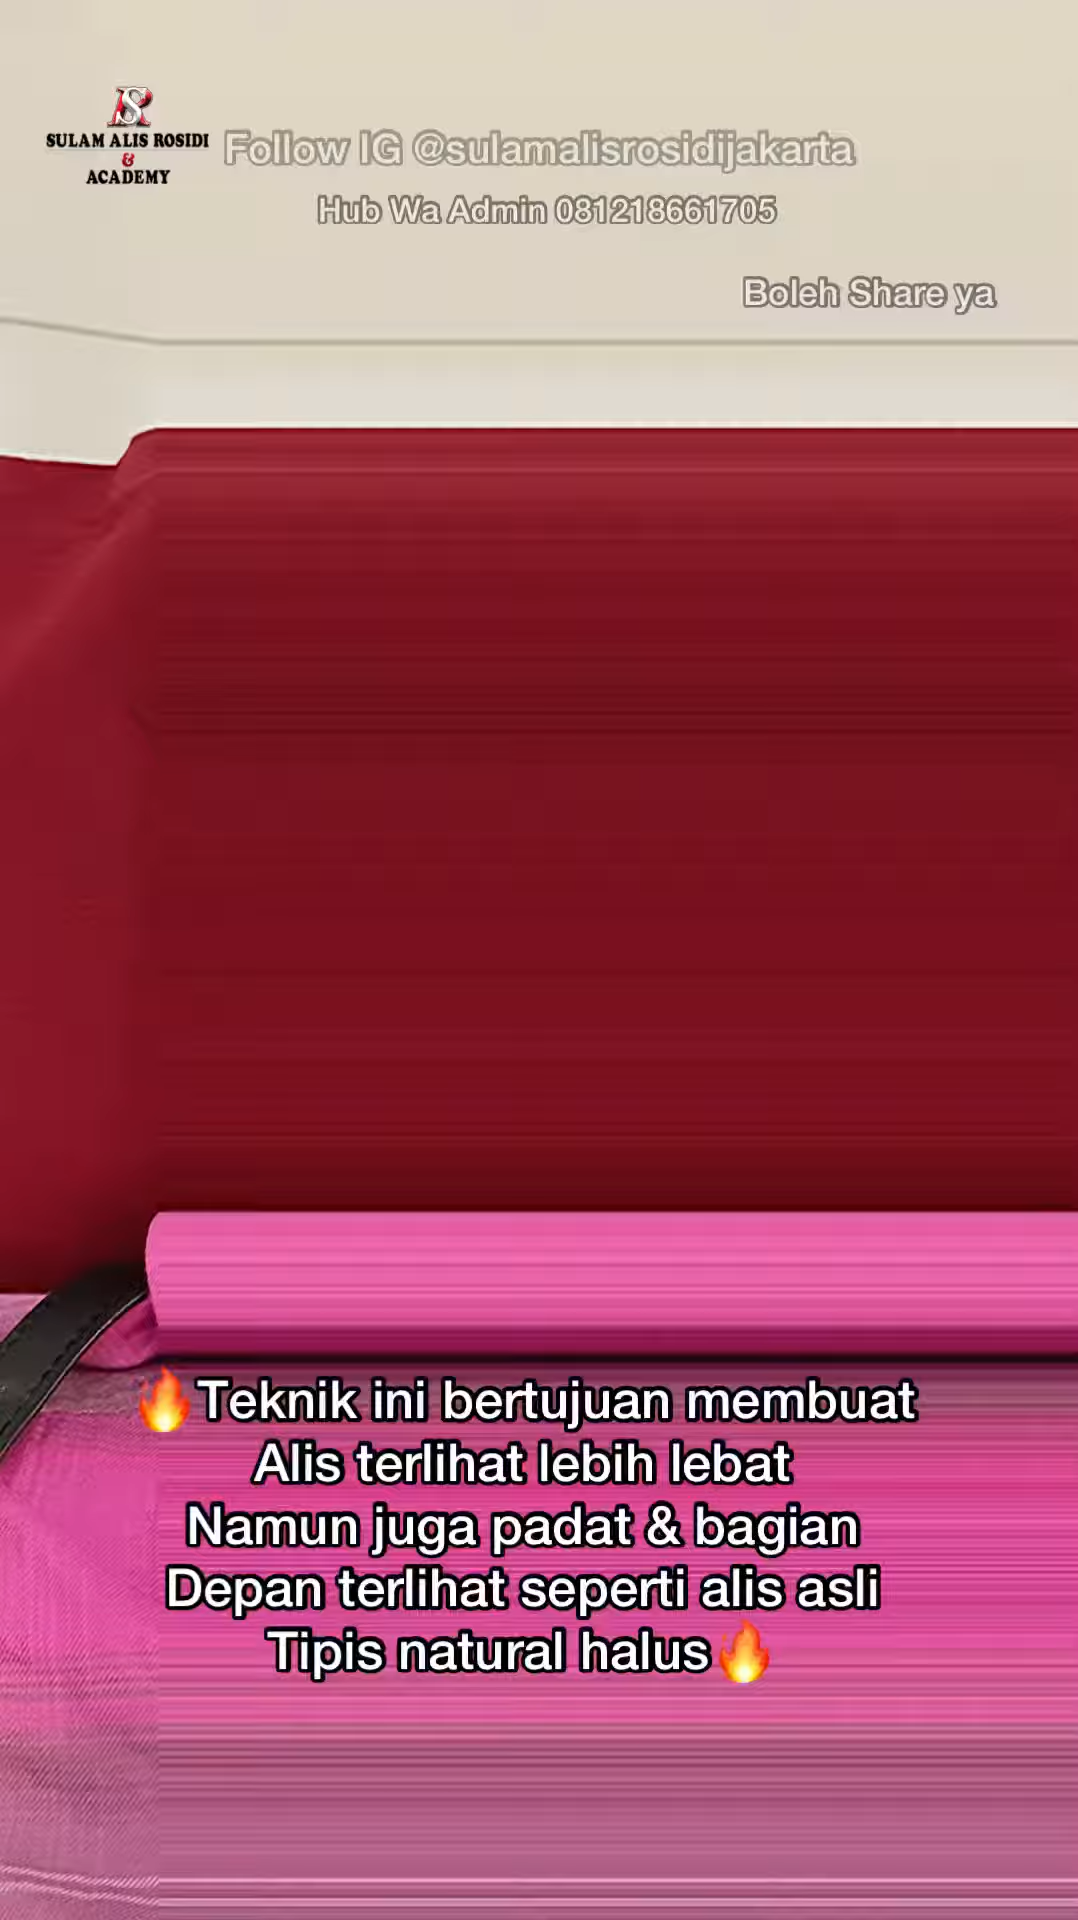 SR
SULAM ALIS ROSIDI
&
ACADEMY
Follow IG @sulamalisrosidijakarta
Hub Wa Admin 081218661705
Boleh Share ya
🔥Teknik ini bertujuan membuat
Alis terlihat lebih lebat
Namun juga padat & bagian
Depan terlihat seperti alis asli
Tipis natural halus🔥